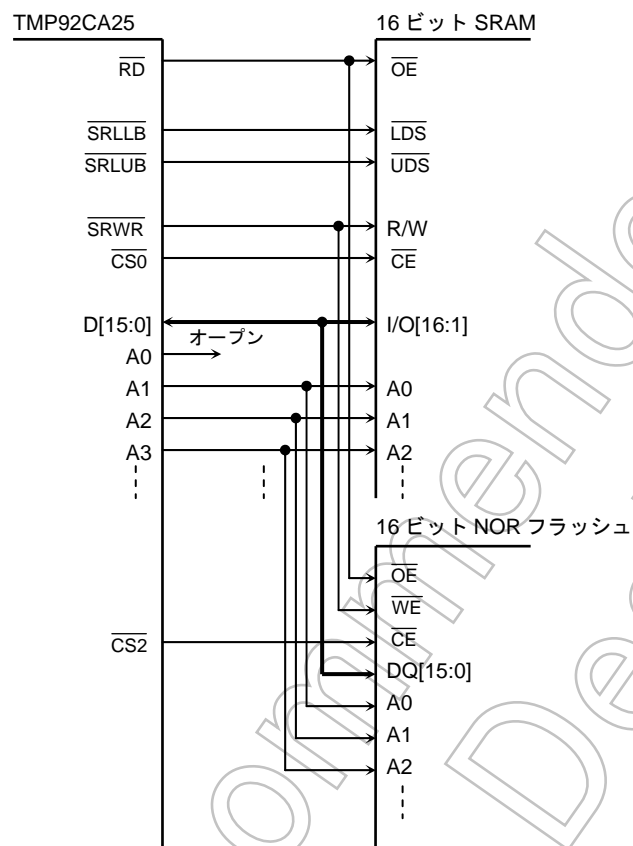 TMP92CA25
16 ビット SRAM
RD
OE
SRLLB
LDS
SRLUB
UDS
SRWR
R/W
CS0
CE
D[15:0]
I/O[16:1]
オープン
A0
A1
A0
A2
A1
A3
A2
16 ビット NOR フラッシュ
OE
WE
CS2
CE
DQ[15:0]
A0
A1
A2
ommende
De